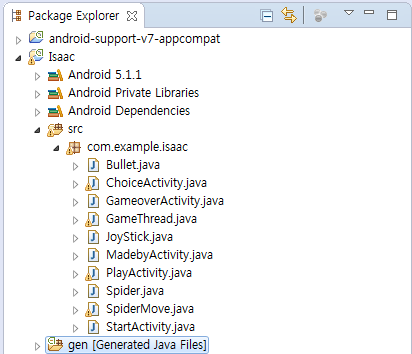 Package Explorer
android-support-v7-appcompat
Isaac
Android 5.1.1
Android Private Libraries
Android Dependencies
src
com.example.isaac
Bullet.java
ChoiceActivity.java
GameoverActivity.java
GameThread.java
JoyStick.java
MadebyActivity.java
PlayActivity.java
Spider.java
SpiderMove.java
StartActivity.java
gen [Generated Java Files]